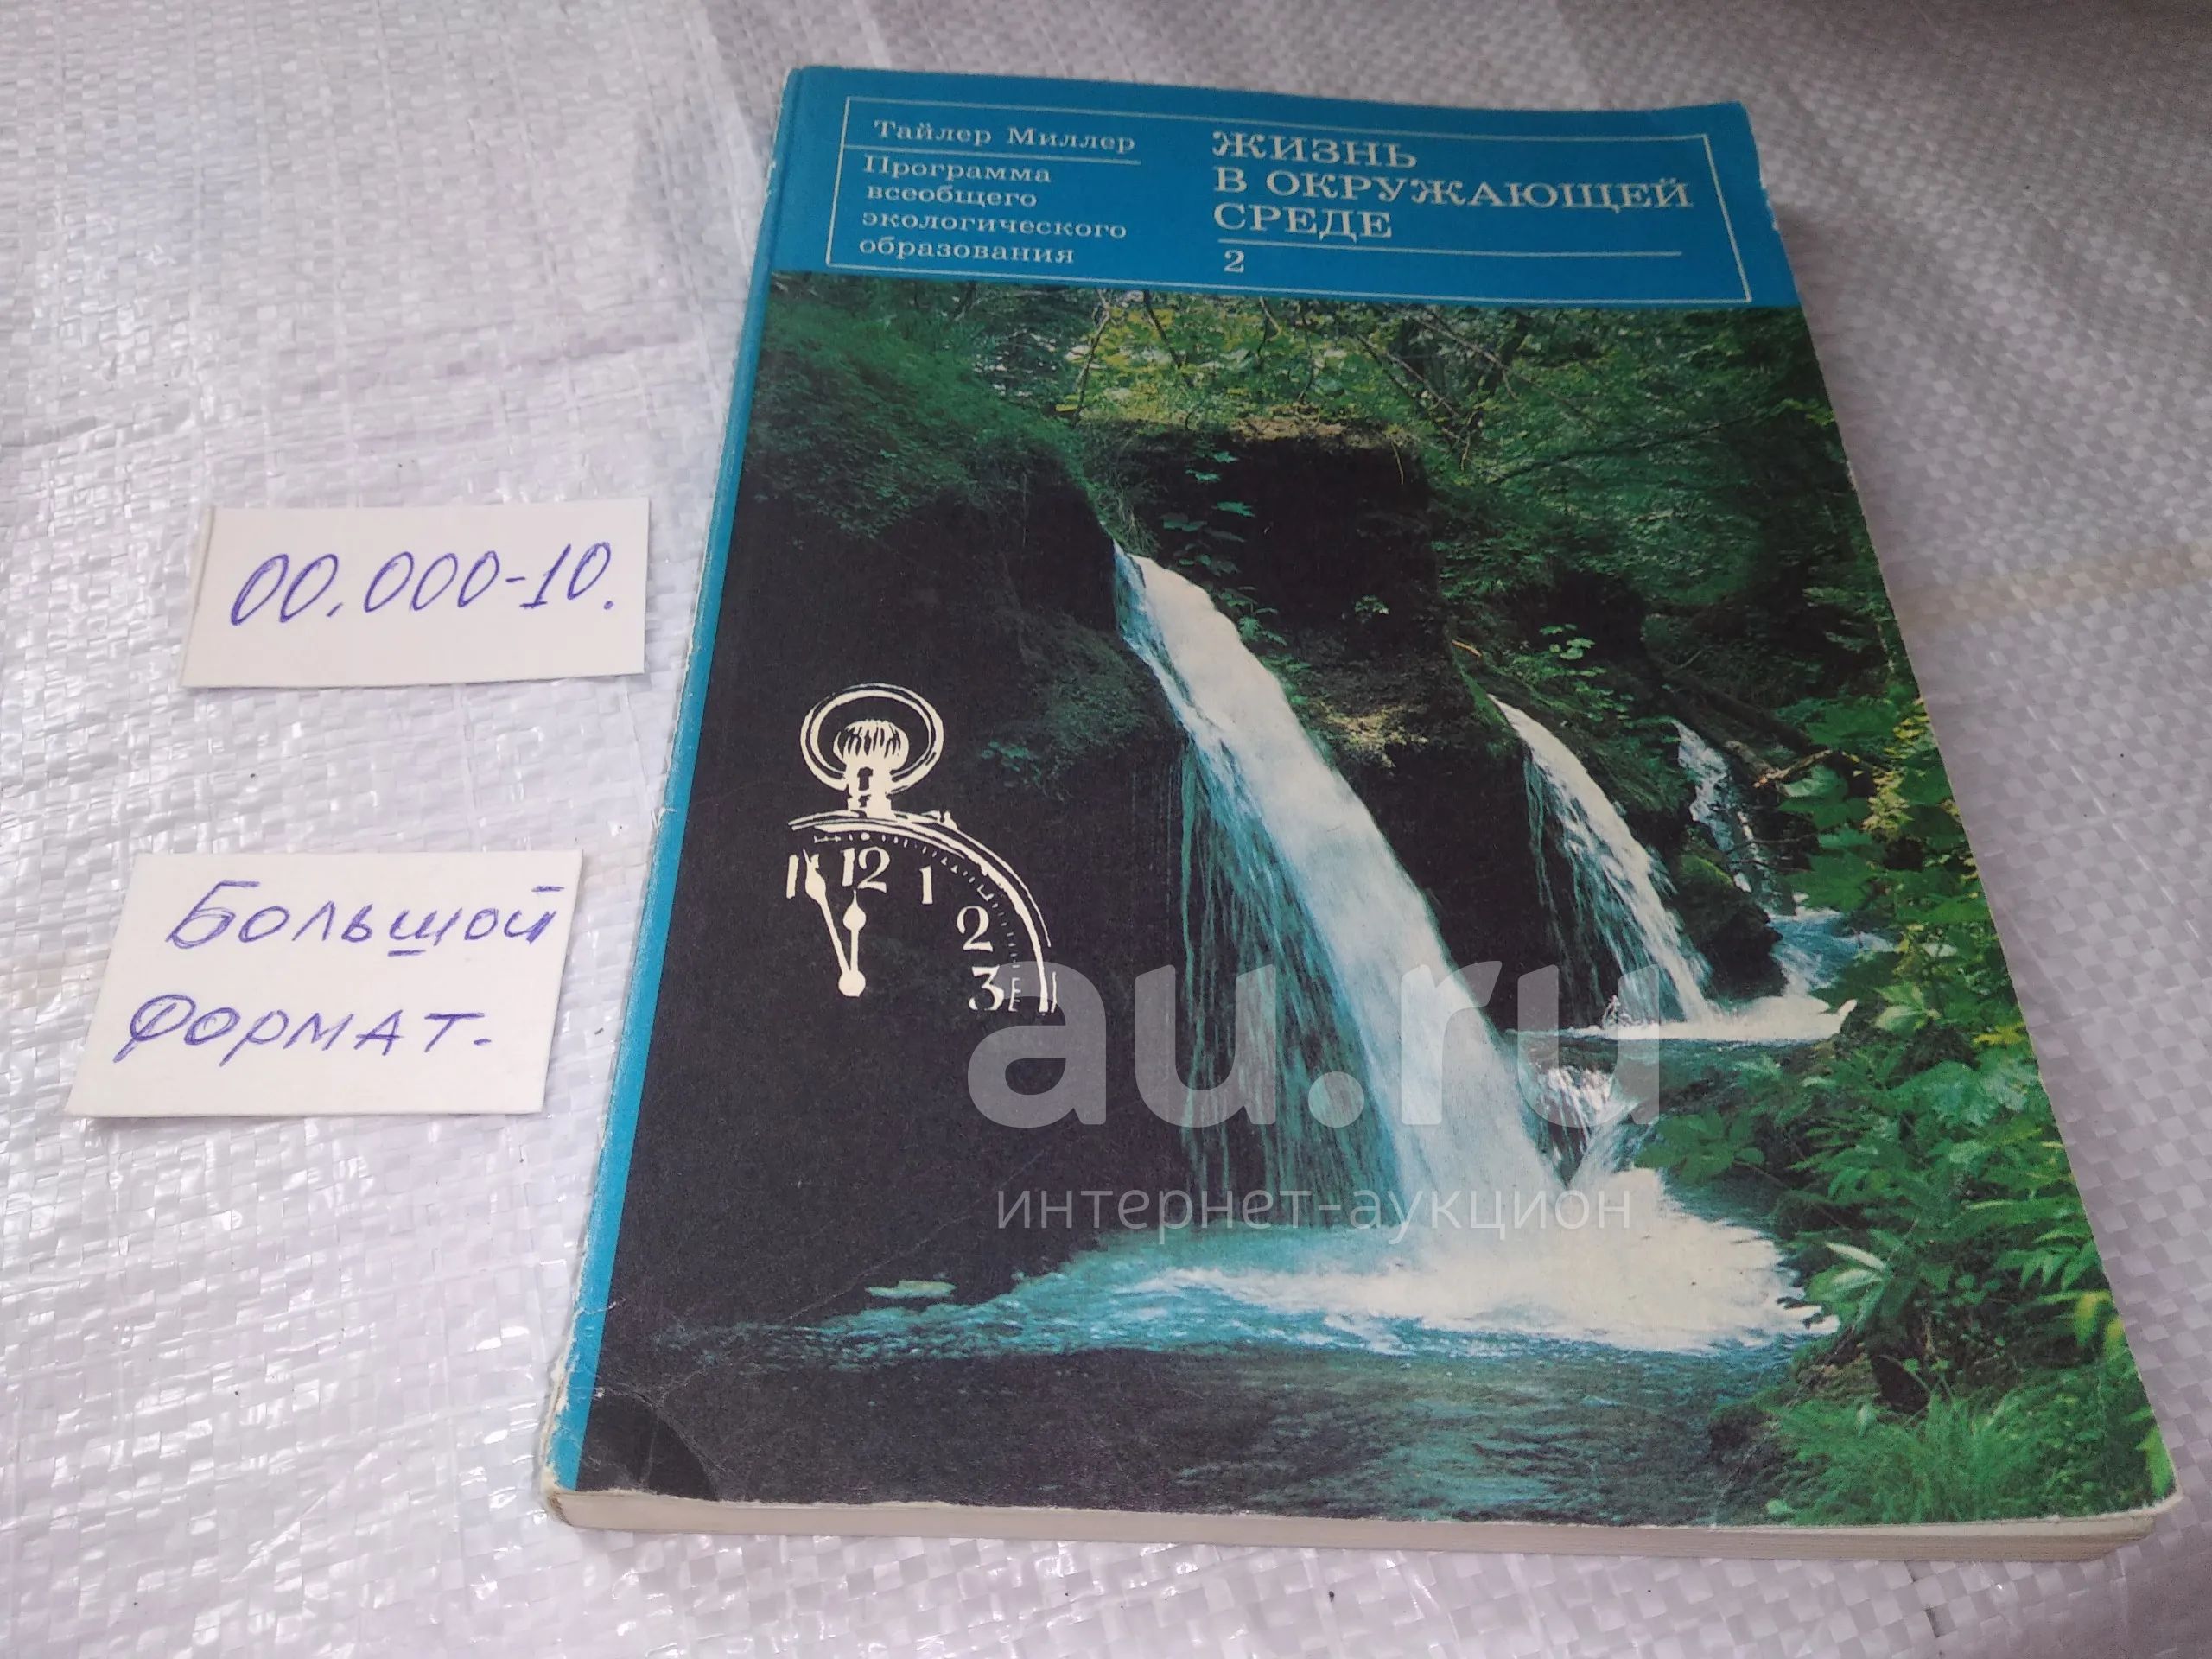 Тайлер Миллер
Программа
всеобщего
экологического
образования
ЖИЗНЬ
В ОКРУЖАЮЩЕЙ
СРЕДЕ
2
00.000-10.
Большой
формат.
11 12 1
2
3
au.ru
интернет-аукцион